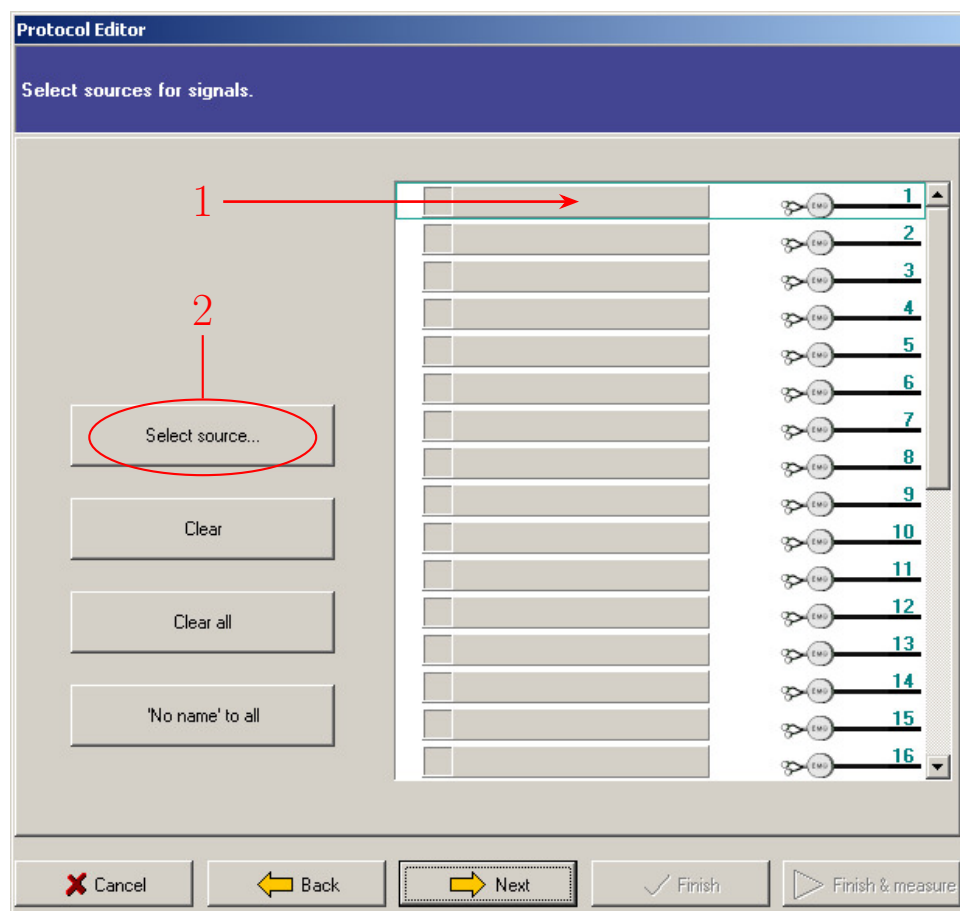 Protocol Editor
Select sources for signals.
1
2
Select source...
Clear
Clear all
'No name' to all
EMG 1
EMG 2
EMG 3
EMG 4
EMG 5
EMG 6
EMG 7
EMG 8
EMG 9
EMG 10
EMG 11
EMG 12
EMG 13
EMG 14
EMG 15
EMG 16
Cancel
Back
Next
Finish
Finish & measure